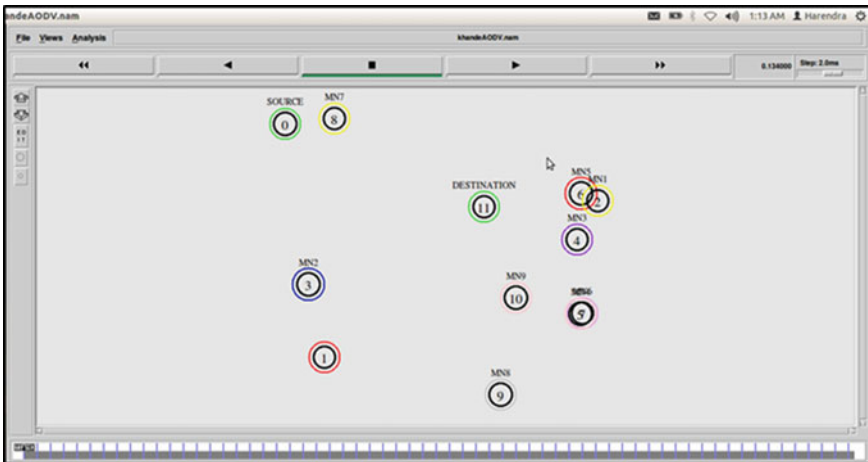 andeAODV.nam 1:13 AM Harendra
File Views Analysis khandeAODV.nam
0.134000 Step: 2.0ms
SOURCE MN7
0 8
MN5
MN1
6 2
DESTINATION
11
MN3
4
MN2
3
MN9
10
1
MN8
9